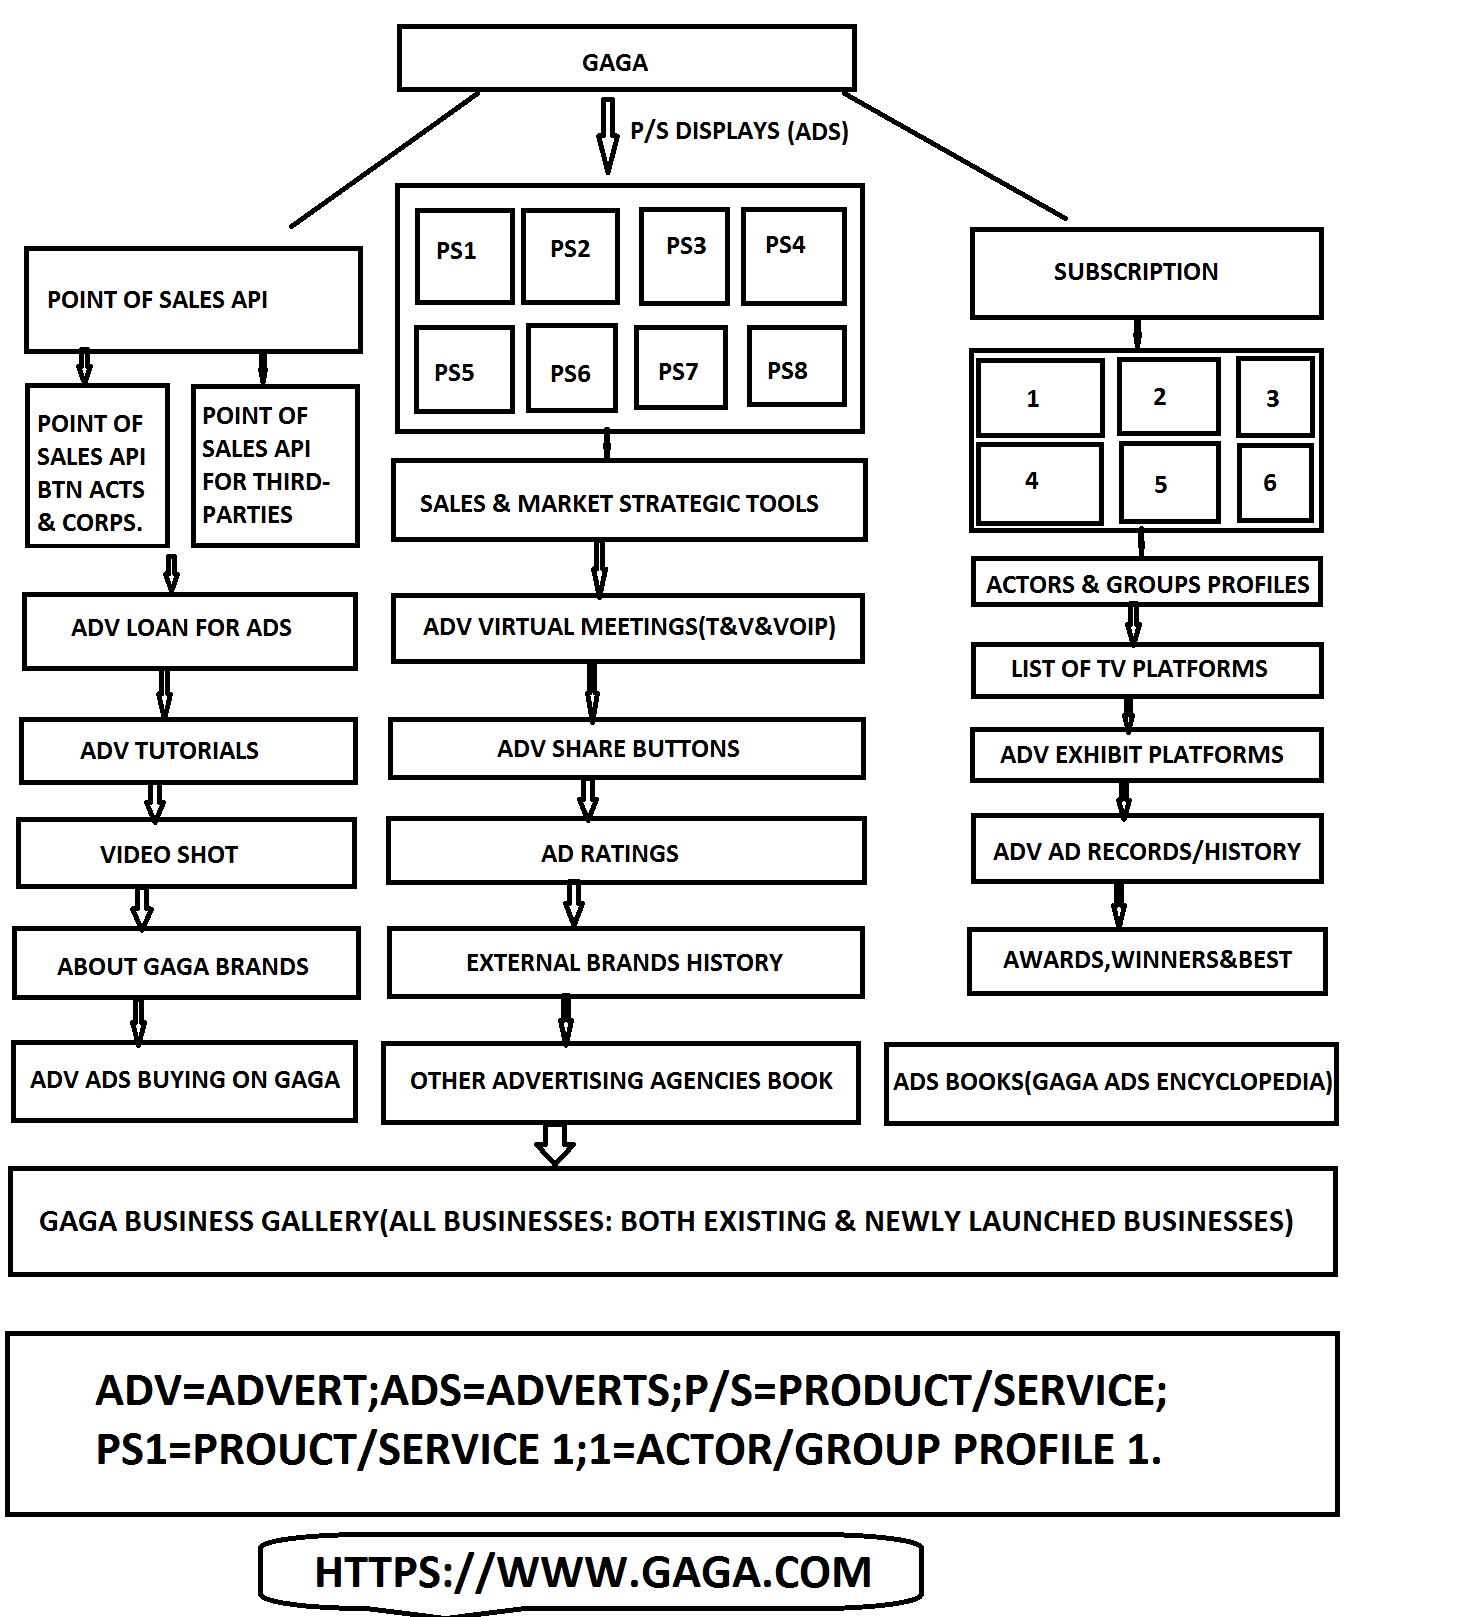 GAGA
P/S DISPLAYS (ADS)
POINT OF SALES API
POINT OF
SALES API
BTN ACTS
& CORPS.
POINT OF
SALES API
FOR THIRD-
PARTIES
ADV LOAN FOR ADS
ADV TUTORIALS
VIDEO SHOT
ABOUT GAGA BRANDS
ADV ADS BUYING ON GAGA
PS1
PS2
PS3
PS4
PS5
PS6
PS7
PS8
SALES & MARKET STRATEGIC TOOLS
ADV VIRTUAL MEETINGS(T&V&VOIP)
ADV SHARE BUTTONS
AD RATINGS
EXTERNAL BRANDS HISTORY
OTHER ADVERTISING AGENCIES BOOK
SUBSCRIPTION
1
2
3
4
5
6
ACTORS & GROUPS PROFILES
LIST OF TV PLATFORMS
ADV EXHIBIT PLATFORMS
ADV AD RECORDS/HISTORY
AWARDS,WINNERS&BEST
ADS BOOKS(GAGA ADS ENCYCLOPEDIA)
GAGA BUSINESS GALLERY(ALL BUSINESSES: BOTH EXISTING & NEWLY LAUNCHED BUSINESSES)
ADV=ADVERT;ADS=ADVERTS;P/S=PRODUCT/SERVICE;
PS1=PROUCT/SERVICE 1;1=ACTOR/GROUP PROFILE 1.
HTTPS://WWW.GAGA.COM